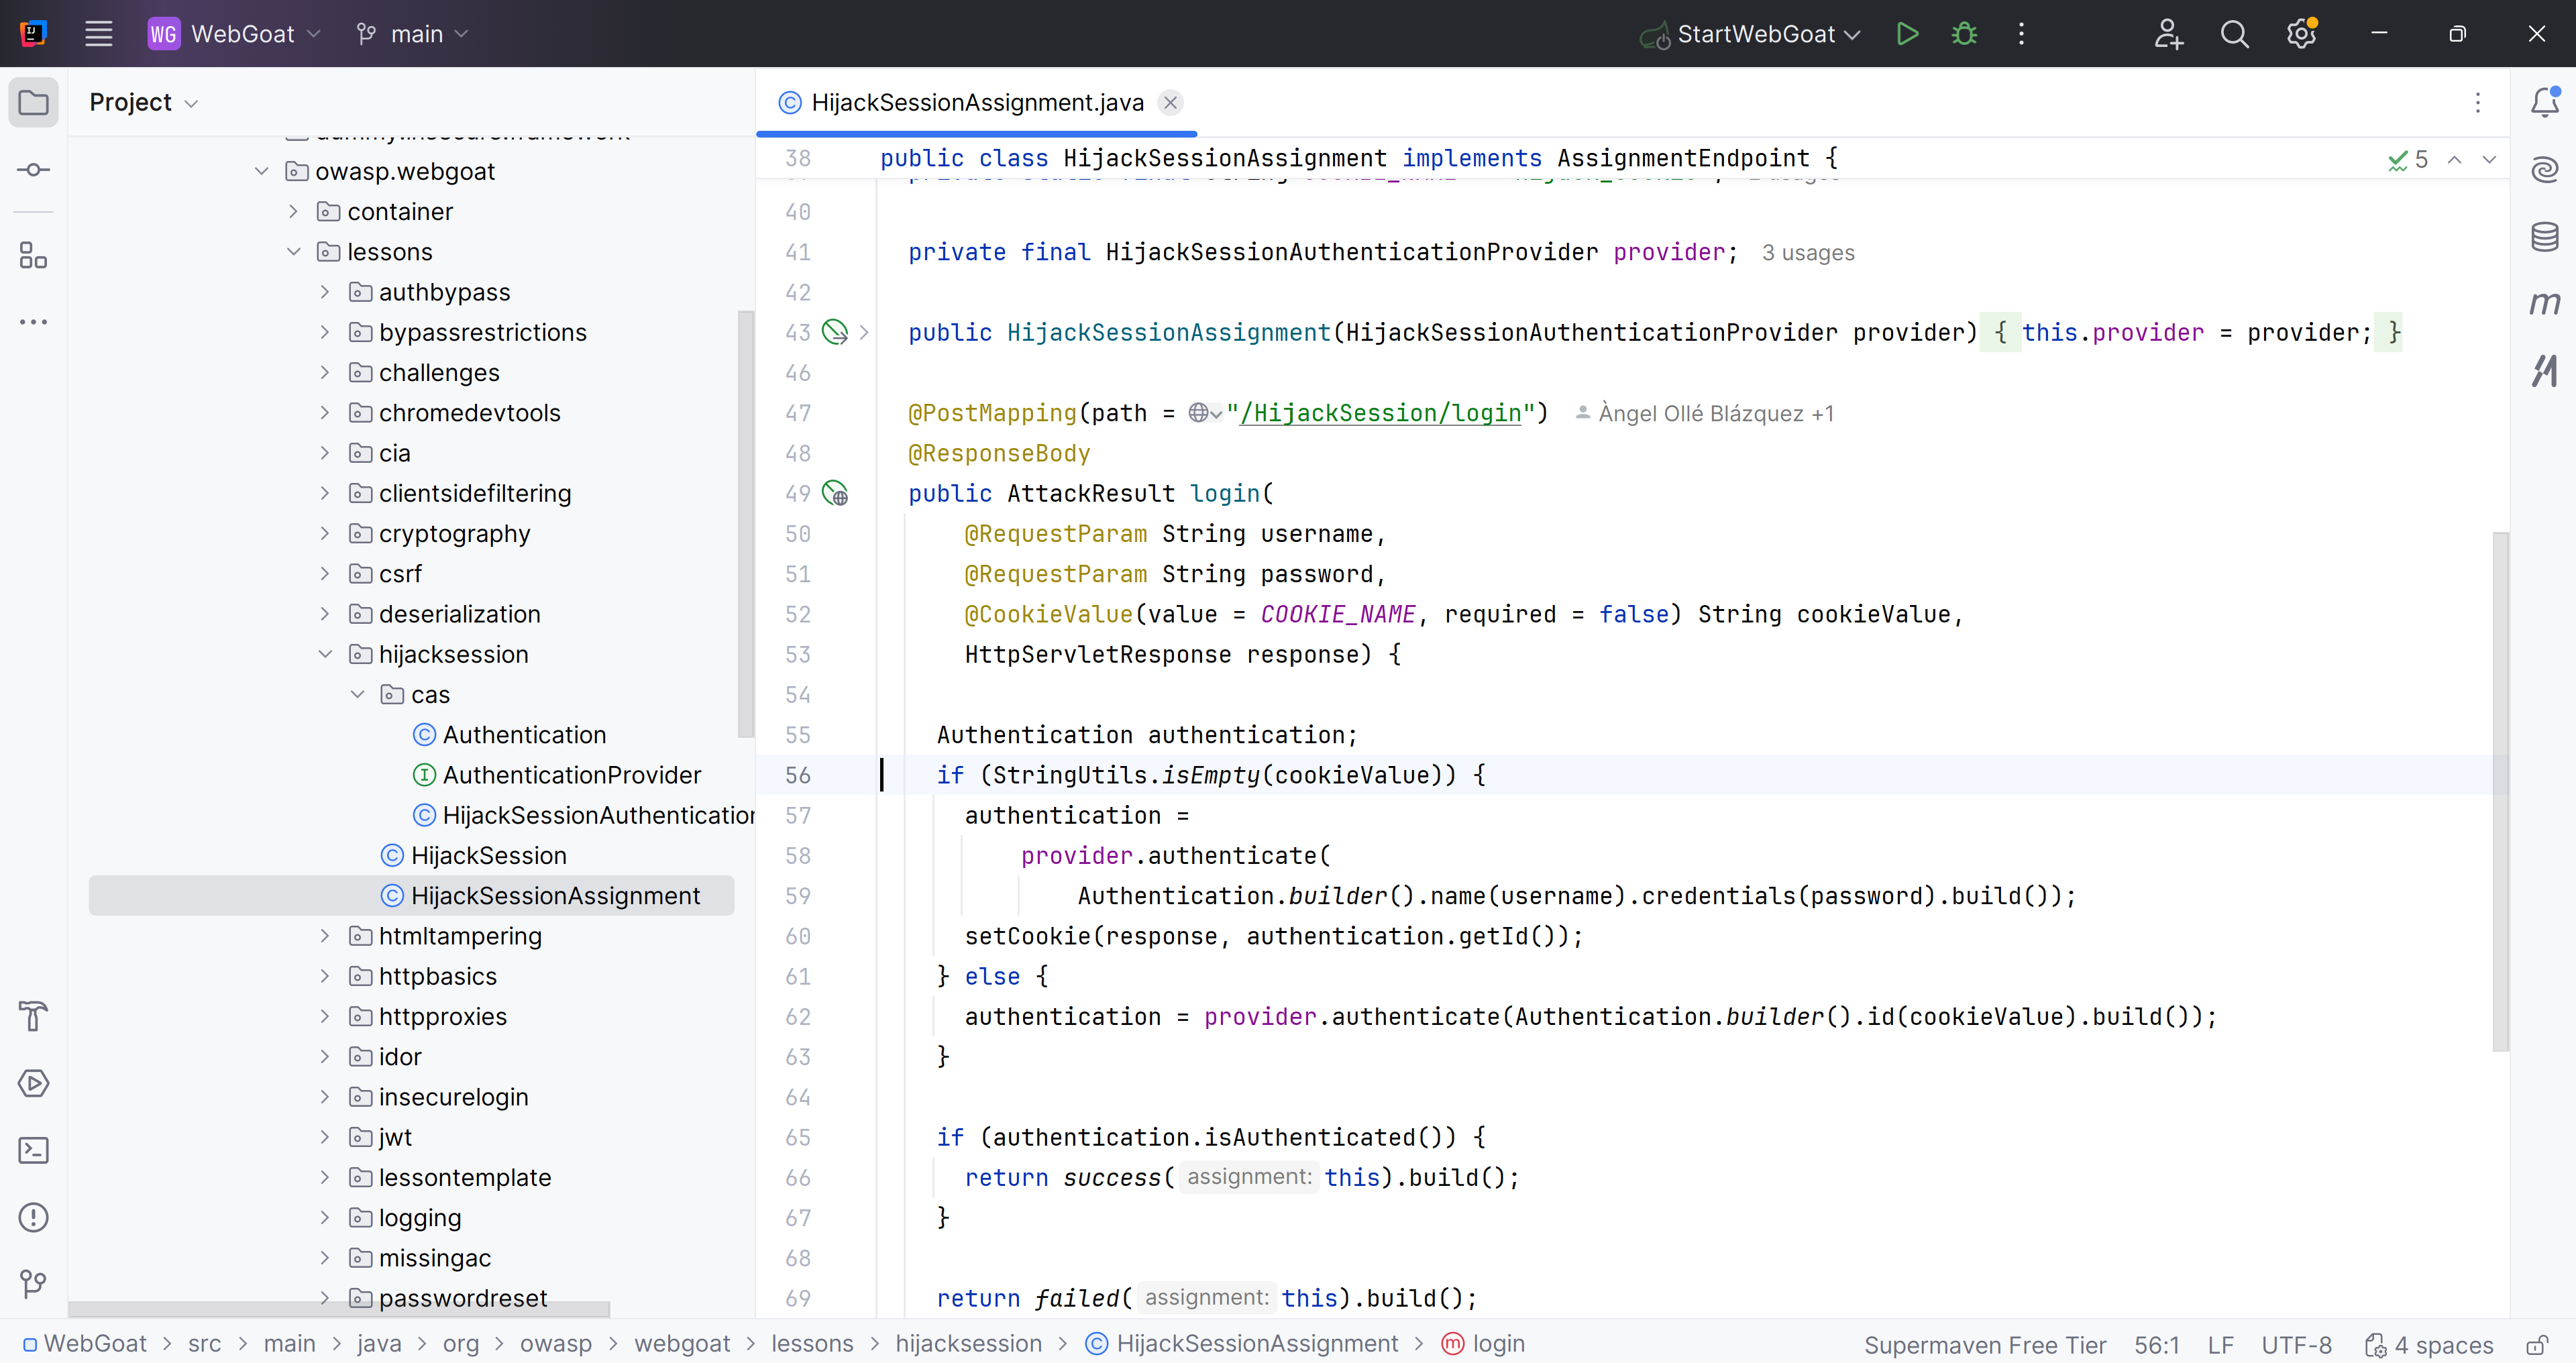 WG WebGoat main StartWebGoat
Project
owasp.webgoat
container
lessons
authbypass
bypassrestrictions
challenges
chromedevtools
cia
clientsidefiltering
cryptography
csrf
deserialization
hijacksession
cas
Authentication
AuthenticationProvider
HijackSessionAuthentication
HijackSession
HijackSessionAssignment
htmltampering
httpbasics
httpproxies
idor
insecurelogin
jwt
lessontemplate
logging
missingac
passwordreset
HijackSessionAssignment.java
38 public class HijackSessionAssignment implements AssignmentEndpoint { 5
40
41 private final HijackSessionAuthenticationProvider provider; 3 usages
42
43 public HijackSessionAssignment(HijackSessionAuthenticationProvider provider) { this.provider = provider; }
46
47 @PostMapping(path = "/HijackSession/login") Àngel Ollé Blázquez +1
48 @ResponseBody
49 public AttackResult login(
50 @RequestParam String username,
51 @RequestParam String password,
52 @CookieValue(value = COOKIE_NAME, required = false) String cookieValue,
53 HttpServletResponse response) {
54
55 Authentication authentication;
56 if (StringUtils.isEmpty(cookieValue)) {
57 authentication =
58 provider.authenticate(
59 Authentication.builder().name(username).credentials(password).build());
60 setCookie(response, authentication.getId());
61 } else {
62 authentication = provider.authenticate(Authentication.builder().id(cookieValue).build());
63 }
64
65 if (authentication.isAuthenticated()) {
66 return success( assignment: this).build();
67 }
68
69 return failed( assignment: this).build();
WebGoat > src > main > java > org > owasp > webgoat > lessons > hijacksession > HijackSessionAssignment > login Supermaven Free Tier 56:1 LF UTF-8 4 spaces